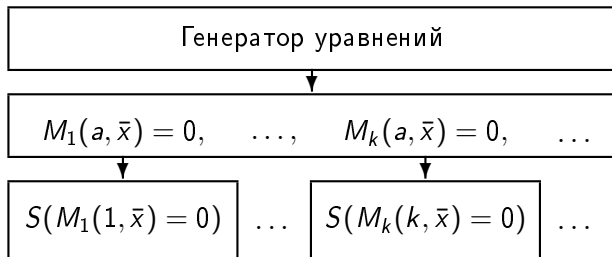 Генератор уравнений
M₁(a, x̄) = 0, ..., Mₖ(a, x̄) = 0, ...
S(M₁(1, x̄) = 0) ... S(Mₖ(k, x̄) = 0) ...